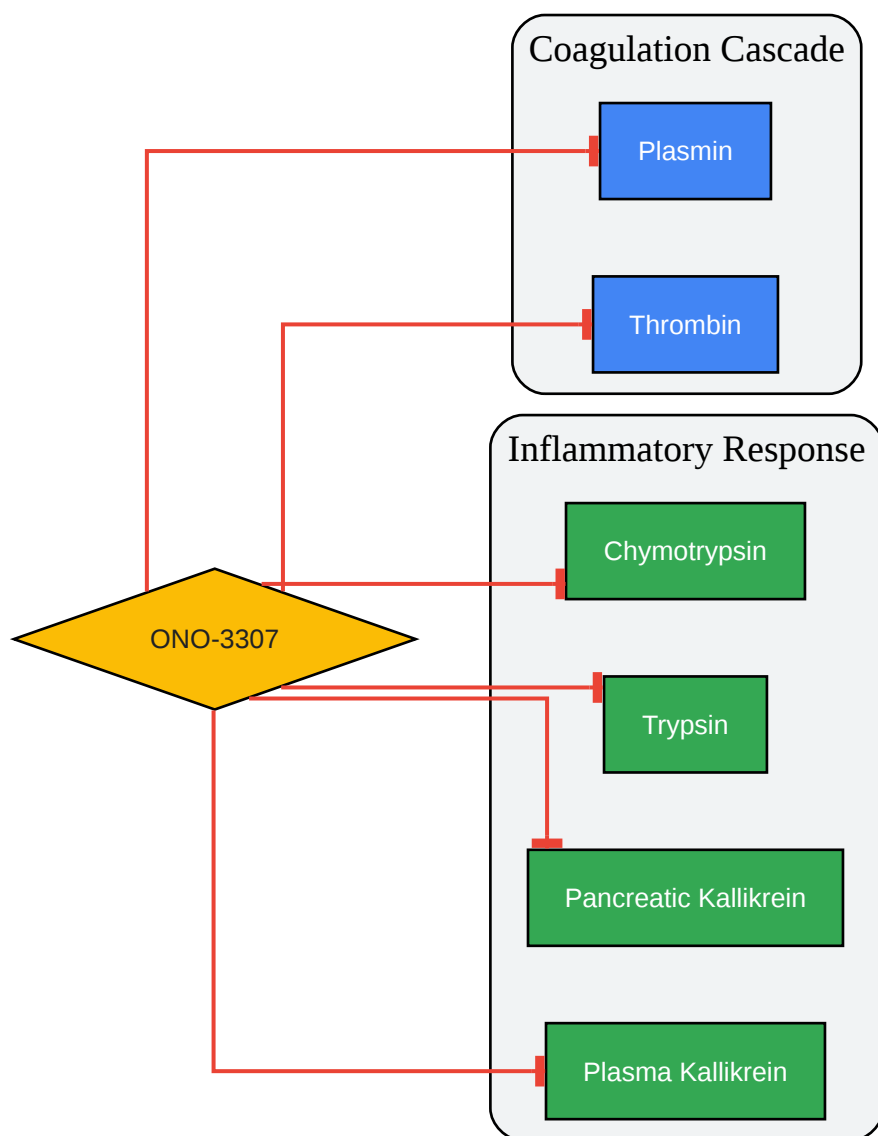 Coagulation Cascade
Plasmin
Thrombin
Inflammatory Response
Chymotrypsin
ONO-3307
Trypsin
Pancreatic Kallikrein
Plasma Kallikrein